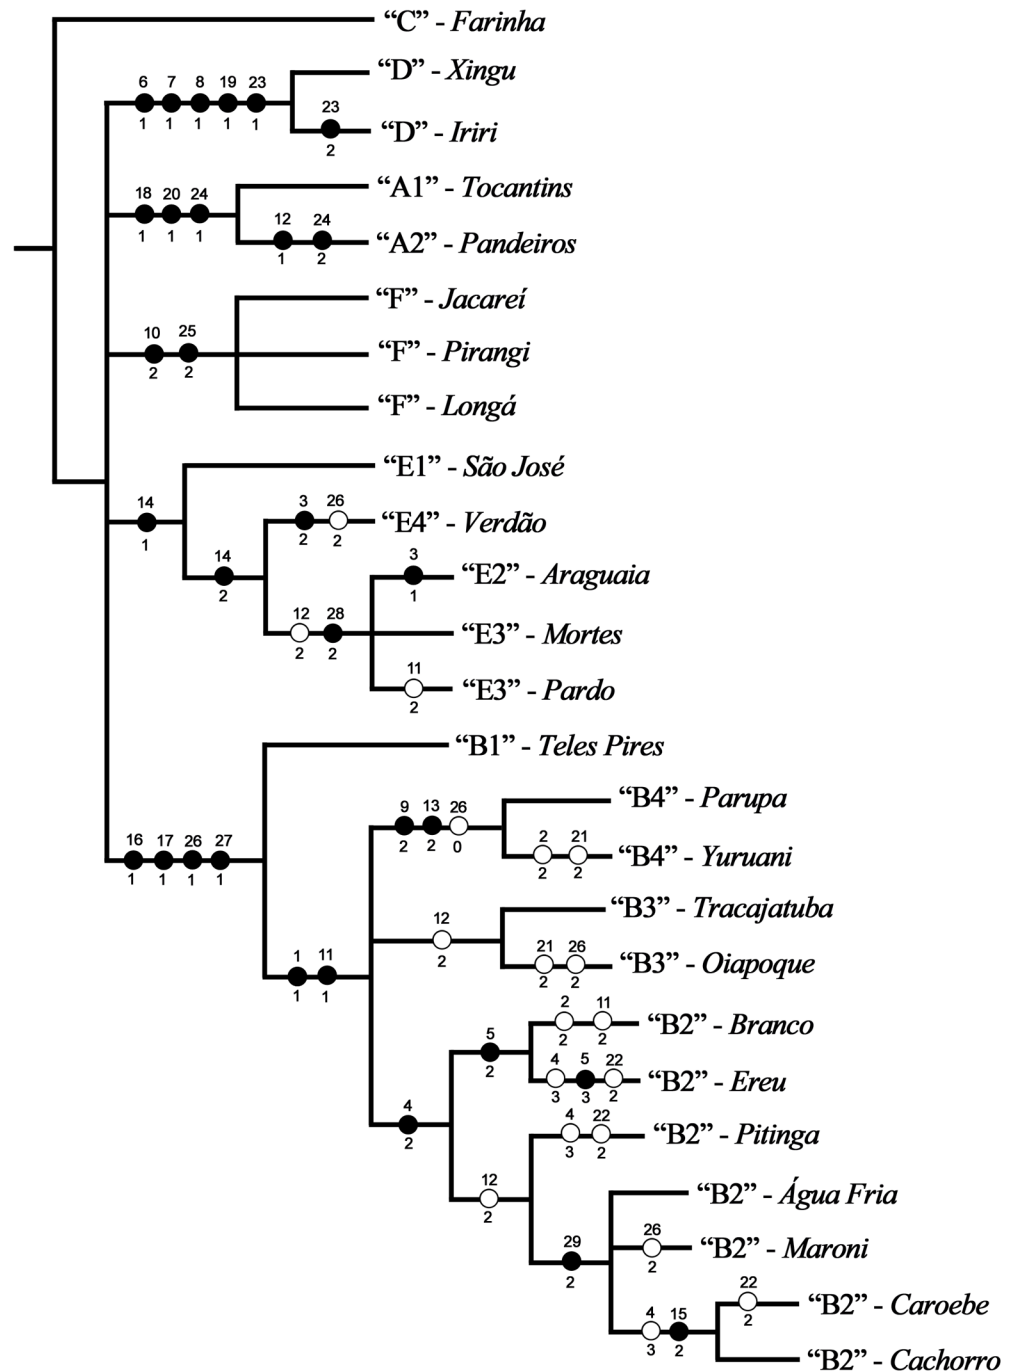 “C” - Farinha
“D” - Xingu
6 7 8 19 23
1 1 1 1 1
23
“D” - Iriri
2
“A1” - Tocantins
18 20 24
1 1 1
12 24
“A2” - Pandeiros
1 2
“F” - Jacareí
10 25
“F” - Pirangi
2 2
“F” - Longá
“E1” - São José
14
1
3 26
“E4” - Verdão
2 2
14
2
3
“E2” - Araguaia
1
12 28
“E3” - Mortes
2 2
11
“E3” - Pardo
2
“B1” - Teles Pires
“B4” - Parupa
9 13 26
2 2 0
2 21
“B4” - Yuruani
2 2
16 17 26 27
1 1 1 1
“B3” - Tracajatuba
12
2
21 26
“B3” - Oiapoque
2 2
1 11
1 1
2 11
“B2” - Branco
2 2
5
2
4 5 22
“B2” - Ereu
3 3 2
4
2
4 22
“B2” - Pitinga
3 2
12
2
“B2” - Água Fria
26
“B2” - Maroni
2
29
2
22
“B2” - Caroebe
2
4 15
3 2
“B2” - Cachorro